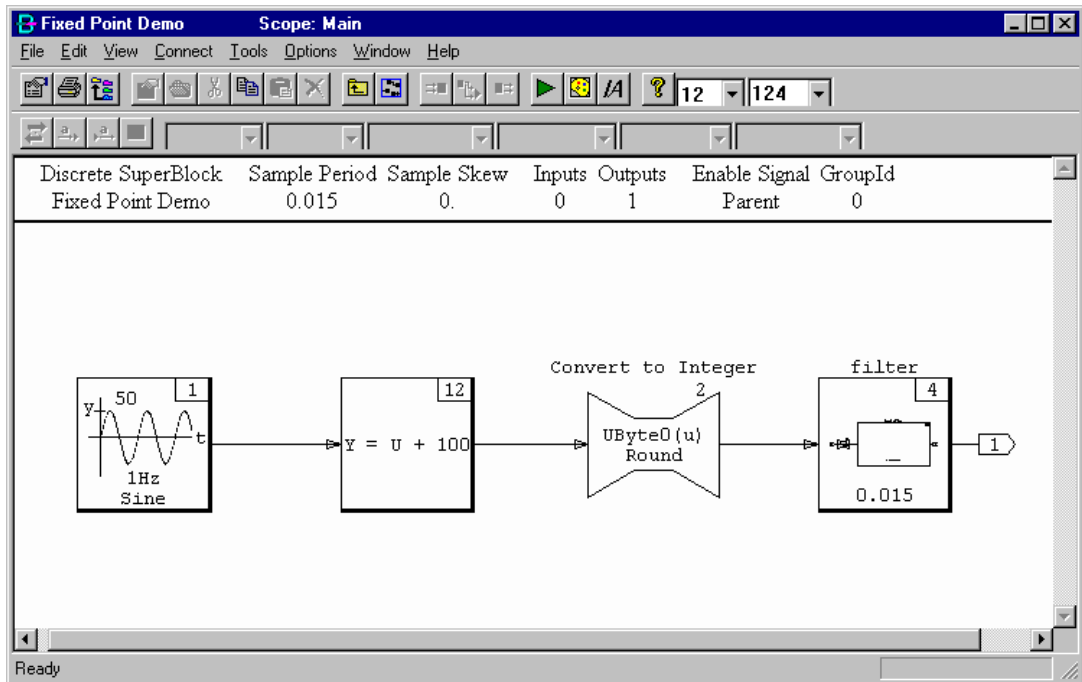 Fixed Point Demo Scope: Main
File Edit View Connect Tools Options Window Help
12 124
Discrete SuperBlock Sample Period Sample Skew Inputs Outputs Enable Signal GroupId
Fixed Point Demo 0.015 0. 0 1 Parent 0
Convert to Integer filter
1 12 2 4
y 50 t
1Hz
Sine
Y = U + 100
UByte0(u)
Round
0.015
1
Ready